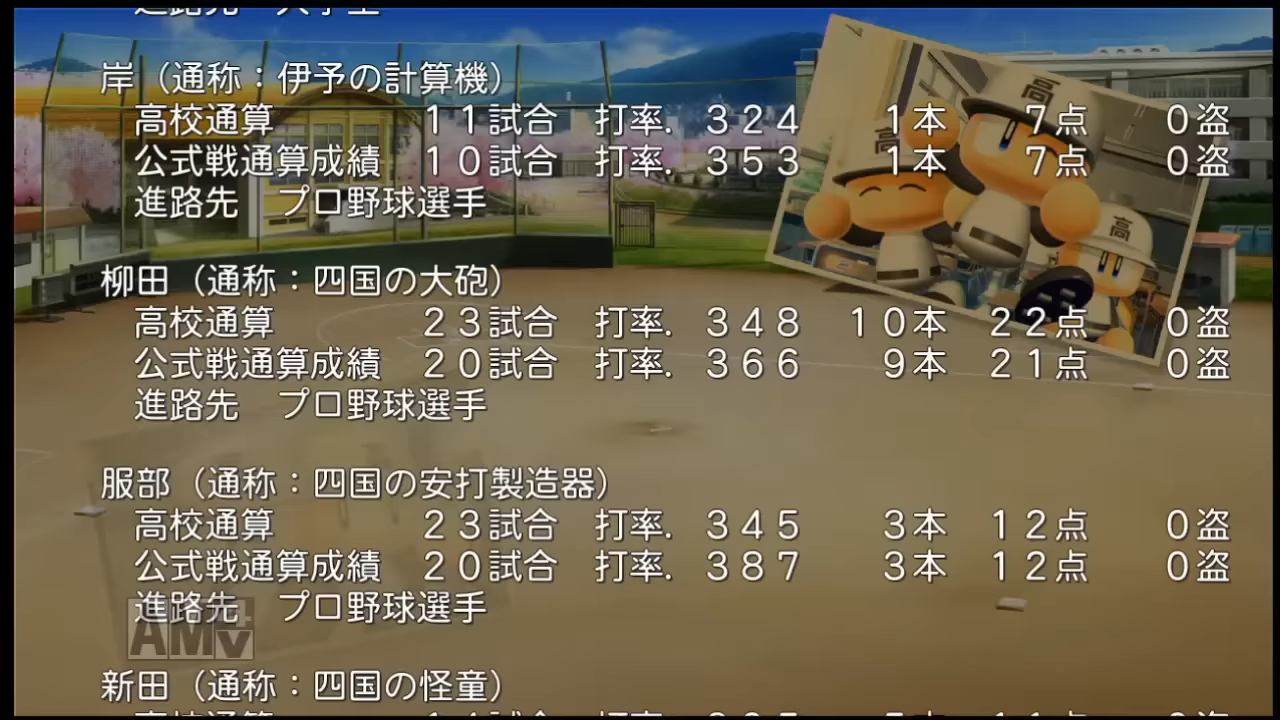 進路先　大学生
岸（通称：伊予の計算機）
高校通算　１１試合　打率．３２４　１本　７点　０盗
公式戦通算成績　１０試合　打率．３５３　１本　７点　０盗
進路先　プロ野球選手
柳田（通称：四国の大砲）
高校通算　２３試合　打率．３４８　１０本　２２点　０盗
公式戦通算成績　２０試合　打率．３６６　９本　２１点　０盗
進路先　プロ野球選手
服部（通称：四国の安打製造器）
高校通算　２３試合　打率．３４５　３本　１２点　０盗
公式戦通算成績　２０試合　打率．３８７　３本　１２点　０盗
進路先　プロ野球選手
新田（通称：四国の怪童）
高
高
高
AMV